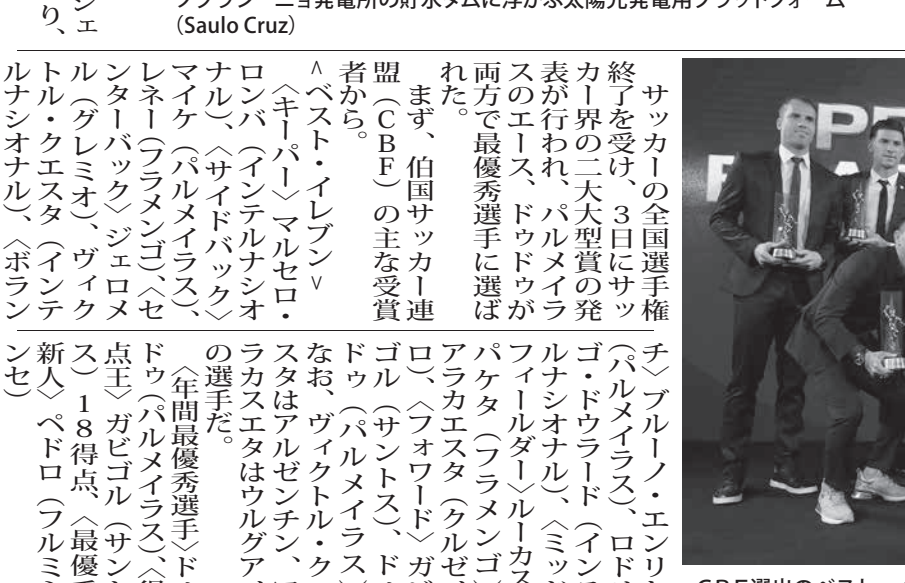 フプラジーニョ発電所の貯水ダムに浮かぶ太陽光発電用プラットフォーム
(Saulo Cruz)
ジェ
り、
サッカーの全国選手権
終了を受け、3日にサッ
カー界の二大大型賞の発
表が行われ、パルメイラ
スのエース、ドゥドゥが
両方で最優秀選手に選ば
れた。
まず、伯国サッカー連
盟(CBF)の主な受賞
者から。
<ベスト・イレブン>
〈キーパー〉マルセロ・
ロンバ(インテルナシオ
ナル)、〈サイドバック〉
マイケ(パルメイラス)、
レネー(フラメンゴ)、〈セ
ンターバック〉ジェロメ
ル(グレミオ)、ヴィク
トル・クエスタ(インテ
ルナシオナル)、〈ボラン
チ〉ブルーノ・エンリ
(パルメイラス)、ロド
ゴ・ドウラード(イン
ルナシオナル)、〈ミッ
フィールダー〉ルーカス
パケタ(フラメンゴ)
アラカエスタ(クルゼ
ロ)、〈フォワード〉ガ
ゴル(サントス)、ド
ドゥ(パルメイラス)
なお、ヴィクトル・ク
スタはアルゼンチン、
ラカスエタはウルグア
の選手だ。
〈年間最優秀選手〉ド
ドゥ(パルメイラス)、〈得
点王〉ガビゴル(サン
ス)18得点、〈最優
新人〉ペドロ(フルミ
ンセ)
CBF選出のベスト